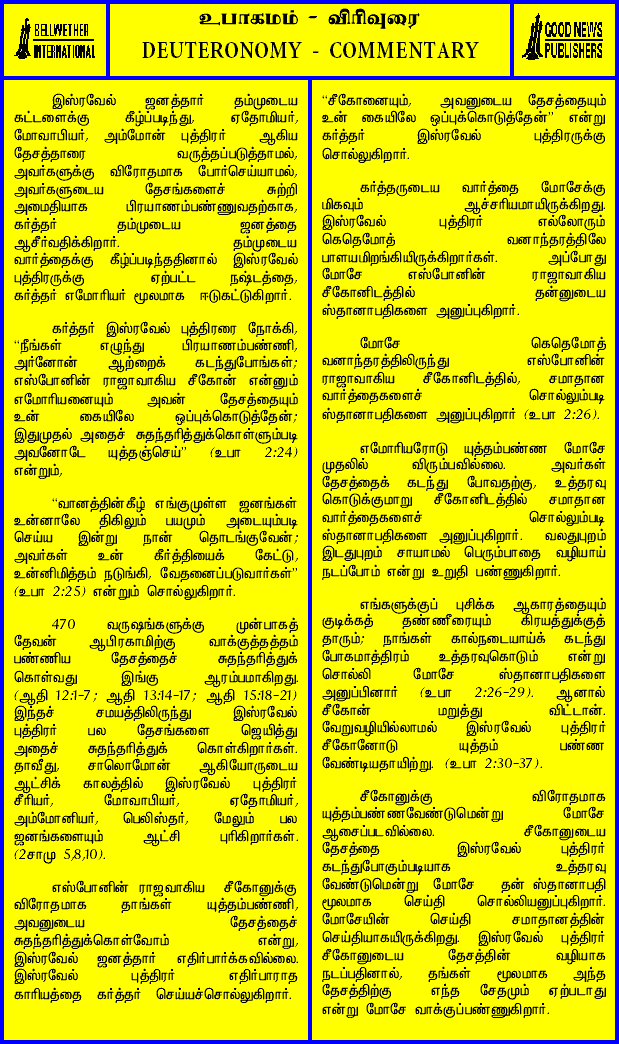 BELLWETHER
INTERNATIONAL
உபாகமம் - விரிவுரை
DEUTERONOMY - COMMENTARY
GOOD NEWS
PUBLISHERS
இஸ்ரவேல் ஜனத்தார் தம்முடைய
கட்டளைக்கு கீழ்ப்படிந்து, ஏதோமியர்,
மோவாபியர், அம்மோன் புத்திரர் ஆகிய
தேசத்தாரை வருத்தப்படுத்தாமல்,
அவர்களுக்கு விரோதமாக போர்செய்யாமல்,
அவர்களுடைய தேசங்களைச் சுற்றி
அமைதியாக பிரயாணம்பண்ணுவதற்காக,
கர்த்தர் தம்முடைய ஜனத்தை
ஆசீர்வதிக்கிறார். தம்முடைய
வார்த்தைக்கு கீழ்ப்படிந்ததினால் இஸ்ரவேல்
புத்திரருக்கு ஏற்பட்ட நஷ்டத்தை,
கர்த்தர் எமோரியர் மூலமாக ஈடுகட்டுகிறார்.
கர்த்தர் இஸ்ரவேல் புத்திரரை நோக்கி,
“நீங்கள் எழுந்து பிரயாணம்பண்ணி,
அர்னோன் ஆற்றைக் கடந்துபோங்கள்;
எஸ்போனின் ராஜாவாகிய சீகோன் என்னும்
எமோரியனையும் அவன் தேசத்தையும்
உன் கையிலே ஒப்புக்கொடுத்தேன்;
இதுமுதல் அதைச் சுதந்தரித்துக்கொள்ளும்படி
அவனோடே யுத்தஞ்செய்” (உபா 2:24)
என்றும்,
“வானத்தின்கீழ் எங்குமுள்ள ஜனங்கள்
உன்னாலே திகிலும் பயமும் அடையும்படி
செய்ய இன்று நான் தொடங்குவேன்;
அவர்கள் உன் கீர்த்தியைக் கேட்டு,
உன்னிமித்தம் நடுங்கி, வேதனைப்படுவார்கள்”
(உபா 2:25) என்றும் சொல்லுகிறார்.
470 வருஷங்களுக்கு முன்பாகத்
தேவன் ஆபிரகாமிற்கு வாக்குத்தத்தம்
பண்ணிய தேசத்தைச் சுதந்தரித்துக்
கொள்வது இங்கு ஆரம்பமாகிறது.
(ஆதி 12:1-7; ஆதி 13:14-17; ஆதி 15:18-21)
இந்தச் சமயத்திலிருந்து இஸ்ரவேல்
புத்திரர் பல தேசங்களை ஜெயித்து
அதைச் சுதந்தரித்துக் கொள்கிறார்கள்.
தாவீது, சாலொமோன் ஆகியோருடைய
ஆட்சிக் காலத்தில் இஸ்ரவேல் புத்திரர்
சீரியர், மோவாபியர், ஏதோமியர்,
அம்மோனியர், பெலிஸ்தர், மேலும் பல
ஜனங்களையும் ஆட்சி புரிகிறார்கள்.
(2சாமு 5,8,10).
எஸ்போனின் ராஜவாகிய சீகோனுக்கு
விரோதமாக தாங்கள் யுத்தம்பண்ணி,
அவனுடைய தேசத்தைச்
சுதந்தரித்துக்கொள்வோம் என்று,
இஸ்ரவேல் ஜனத்தார் எதிர்பார்க்கவில்லை.
இஸ்ரவேல் புத்திரர் எதிர்பாராத
காரியத்தை கர்த்தர் செய்யச்சொல்லுகிறார்.
“சீகோனையும், அவனுடைய தேசத்தையும்
உன் கையிலே ஒப்புக்கொடுத்தேன்” என்று
கர்த்தர் இஸ்ரவேல் புத்திரருக்கு
சொல்லுகிறார்.
கர்த்தருடைய வார்த்தை மோசேக்கு
மிகவும் ஆச்சரியமாயிருக்கிறது.
இஸ்ரவேல் புத்திரர் எல்லோரும்
கெதெமோத் வனாந்தரத்திலே
பாளயமிறங்கியிருக்கிறார்கள். அப்போது
மோசே எஸ்போனின் ராஜாவாகிய
சீகோனிடத்தில் தன்னுடைய
ஸ்தானாபதிகளை அனுப்புகிறார்.
மோசே கெதெமோத்
வனாந்தரத்திலிருந்து எஸ்போனின்
ராஜாவாகிய சீகோனிடத்தில், சமாதான
வார்த்தைகளைச் சொல்லும்படி
ஸ்தானாபதிகளை அனுப்புகிறார் (உபா 2:26).
எமோரியரோடு யுத்தம்பண்ண மோசே
முதலில் விரும்பவில்லை. அவர்கள்
தேசத்தைக் கடந்து போவதற்கு, உத்தரவு
கொடுக்குமாறு சீகோனிடத்தில் சமாதான
வார்த்தைகளைச் சொல்லும்படி
ஸ்தானாபதிகளை அனுப்புகிறார். வலதுபுறம்
இடதுபுறம் சாயாமல் பெரும்பாதை வழியாய்
நடப்போம் என்று உறுதி பண்ணுகிறார்.
எங்களுக்குப் புசிக்க ஆகாரத்தையும்
குடிக்கத் தண்ணீரையும் கிரயத்துக்குத்
தாரும்; நாங்கள் கால்நடையாய்க் கடந்து
போகமாத்திரம் உத்தரவுகொடும் என்று
சொல்லி மோசே ஸ்தானாபதிகளை
அனுப்பினார் (உபா 2:26-29). ஆனால்
சீகோன் மறுத்து விட்டான்.
வேறுவழியில்லாமல் இஸ்ரவேல் புத்திரர்
சீகோனோடு யுத்தம் பண்ண
வேண்டியதாயிற்று. (உபா 2:30-37).
சீகோனுக்கு விரோதமாக
யுத்தம்பண்ணவேண்டுமென்று மோசே
ஆசைப்படவில்லை. சீகோனுடைய
தேசத்தை இஸ்ரவேல் புத்திரர்
கடந்துபோகும்படியாக உத்தரவு
வேண்டுமென்று மோசே தன் ஸ்தானாபதி
மூலமாக செய்தி சொல்லியனுப்புகிறார்.
மோசேயின் செய்தி சமாதானத்தின்
செய்தியாகயிருக்கிறது. இஸ்ரவேல் புத்திரர்
சீகோனுடைய தேசத்தின் வழியாக
நடப்பதினால், தங்கள் மூலமாக அந்த
தேசத்திற்கு எந்த சேதமும் ஏற்படாது
என்று மோசே வாக்குப்பண்ணுகிறார்.